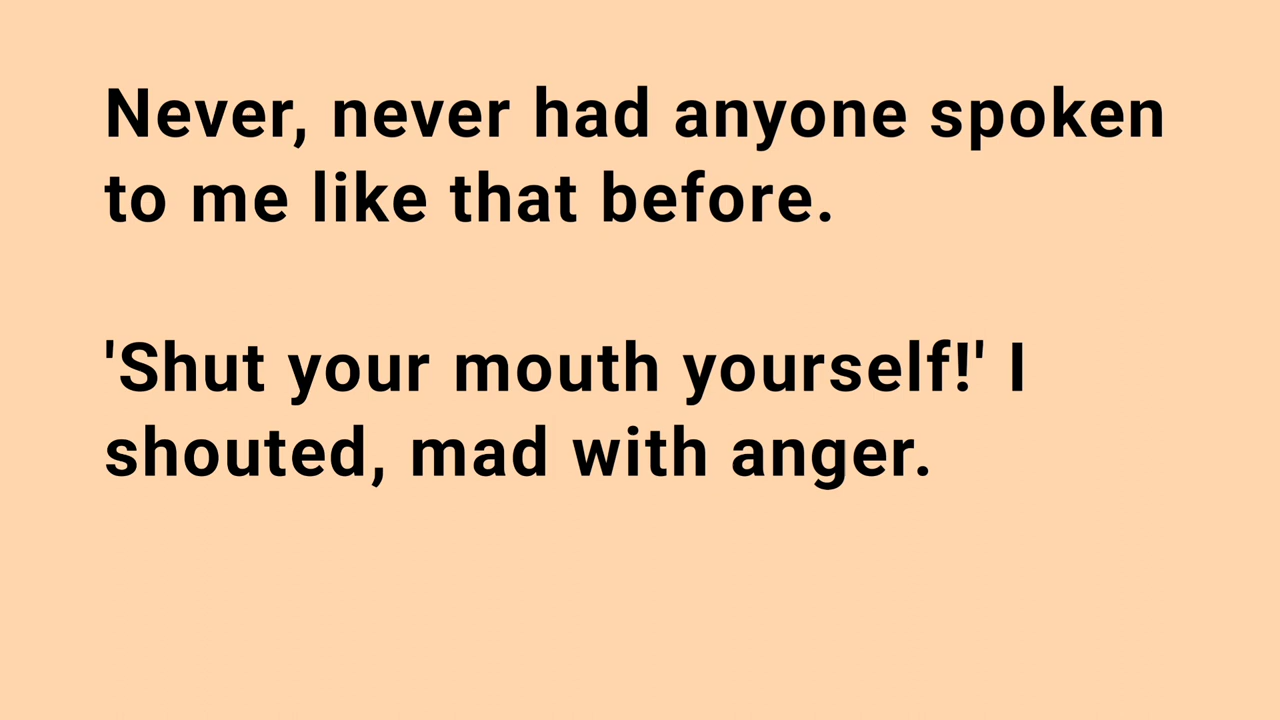 Never, never had anyone spoken
to me like that before.
'Shut your mouth yourself!' I
shouted, mad with anger.